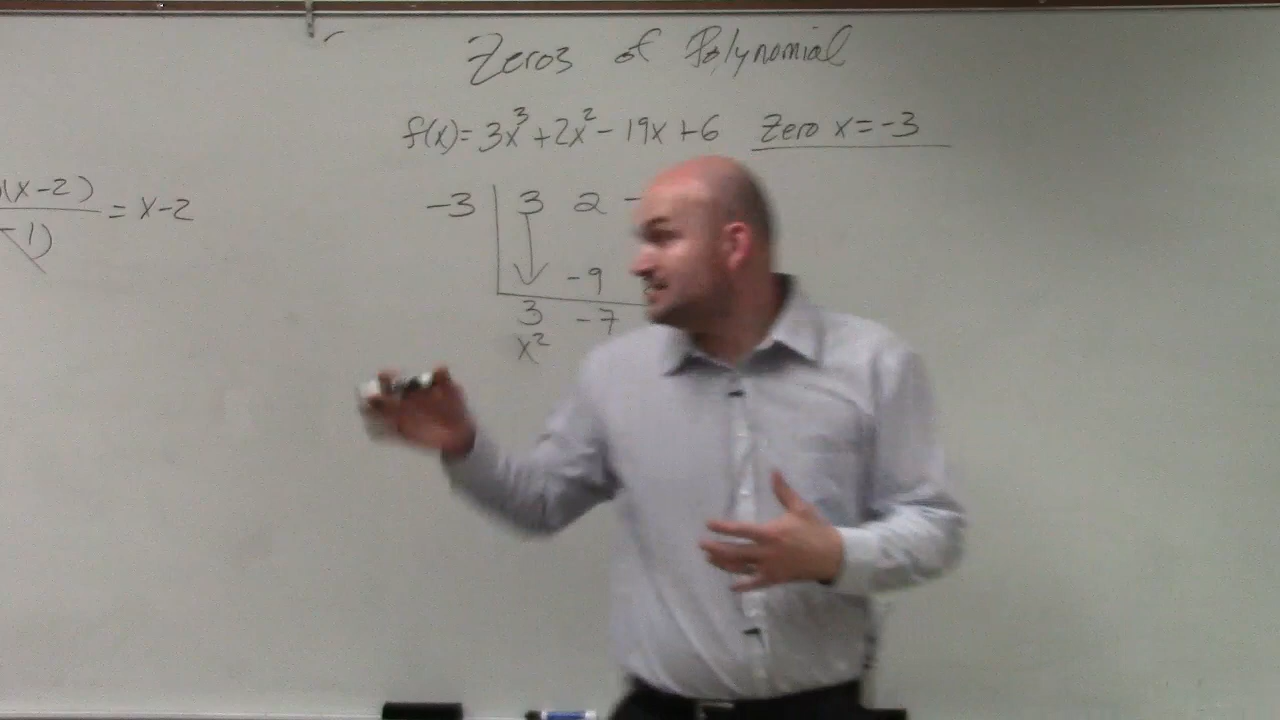 Zeros of Polynomial
f(x)= 3x³+2x²- 19x+6 Zero x=-3
(x-2)
-1) = x-2
-3 3 2 -
-9
3 -7
x²